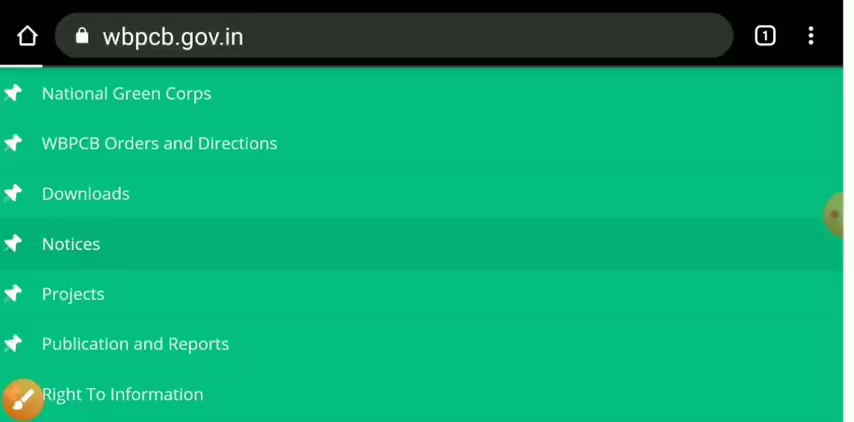 wbpcb.gov.in
1
National Green Corps
WBPCB Orders and Directions
Downloads
Notices
Projects
Publication and Reports
Right To Information